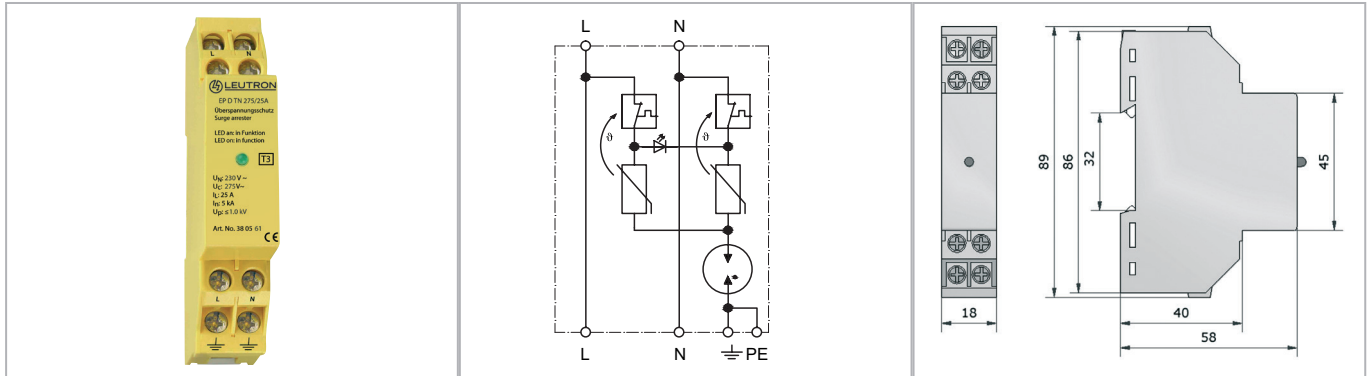 L N
LEUTRON
EP D TN 275/25A
Überspannungsschutz
Surge arrester
LED an: in Funktion
LED on: in function
T3
UN: 230 V ~
UC: 275V~
IL: 25 A
In: 5 kA
UP: ≤1.0 kV
Art. No. 38 05 61
CE
L N
L N
ϑ ϑ
L N PE
89
86
32
45
18
40
58